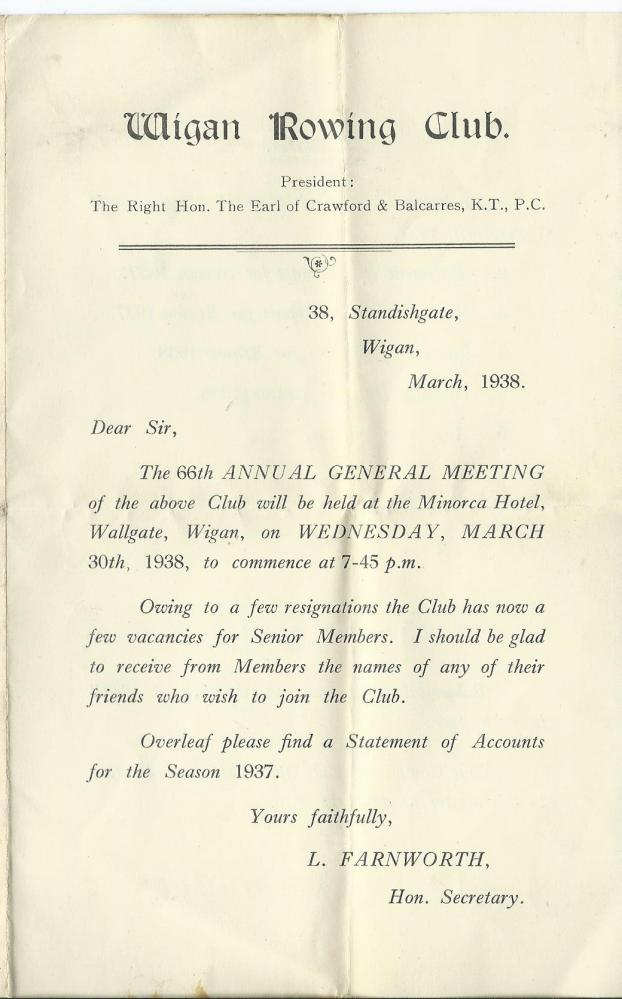 Wigan Rowing Club.
President:
The Right Hon. The Earl of Crawford & Balcarres, K.T., P.C.
38, Standishgate,
Wigan,
March, 1938.
Dear Sir,
The 66th ANNUAL GENERAL MEETING
of the above Club will be held at the Minorca Hotel,
Wallgate, Wigan, on WEDNESDAY, MARCH
30th, 1938, to commence at 7-45 p.m.
Owing to a few resignations the Club has now a
few vacancies for Senior Members. I should be glad
to receive from Members the names of any of their
friends who wish to join the Club.
Overleaf please find a Statement of Accounts
for the Season 1937.
Yours faithfully,
L. FARNWORTH,
Hon. Secretary.